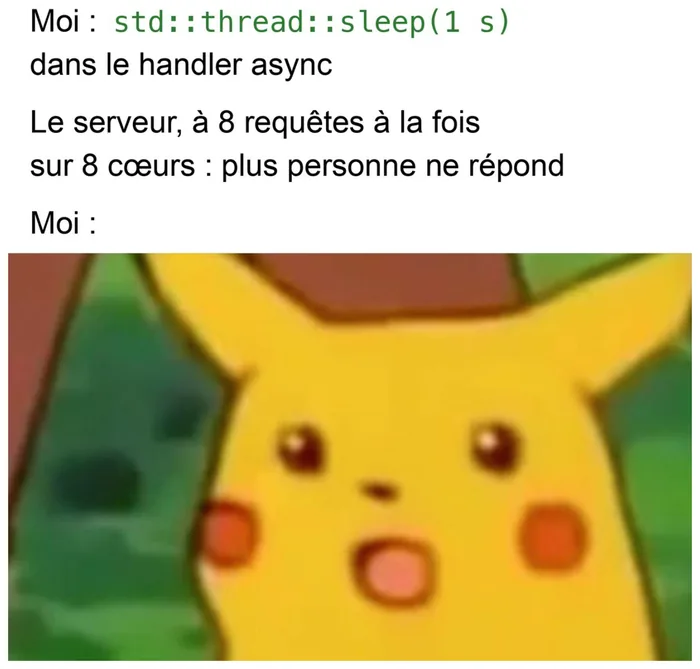 Moi : std::thread::sleep(1 s)
dans le handler async
Le serveur, à 8 requêtes à la fois
sur 8 cœurs : plus personne ne répond
Moi :